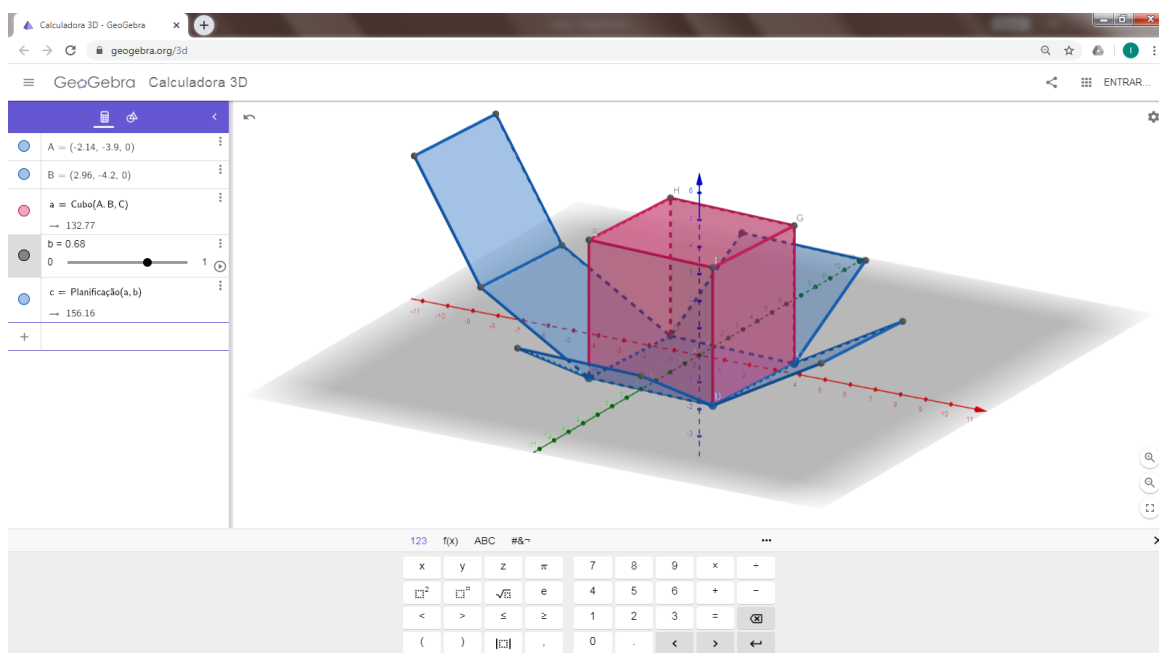 Calculadora 3D - GeoGebra
geogebra.org/3d
GeoGebra Calculadora 3D
ENTRAR...
A = (-2.14, -3.9, 0)
B = (2.96, -4.2, 0)
a = Cubo(A, B, C)
→ 132.77
b = 0.68
0 1
c = Planificação(a, b)
→ 156.16
H
G
123 f(x) ABC #&¬
x y z π 7 8 9 × ÷
e 4 5 6 + −
< > ≤ ≥ 1 2 3 =
( ) , 0 . < >